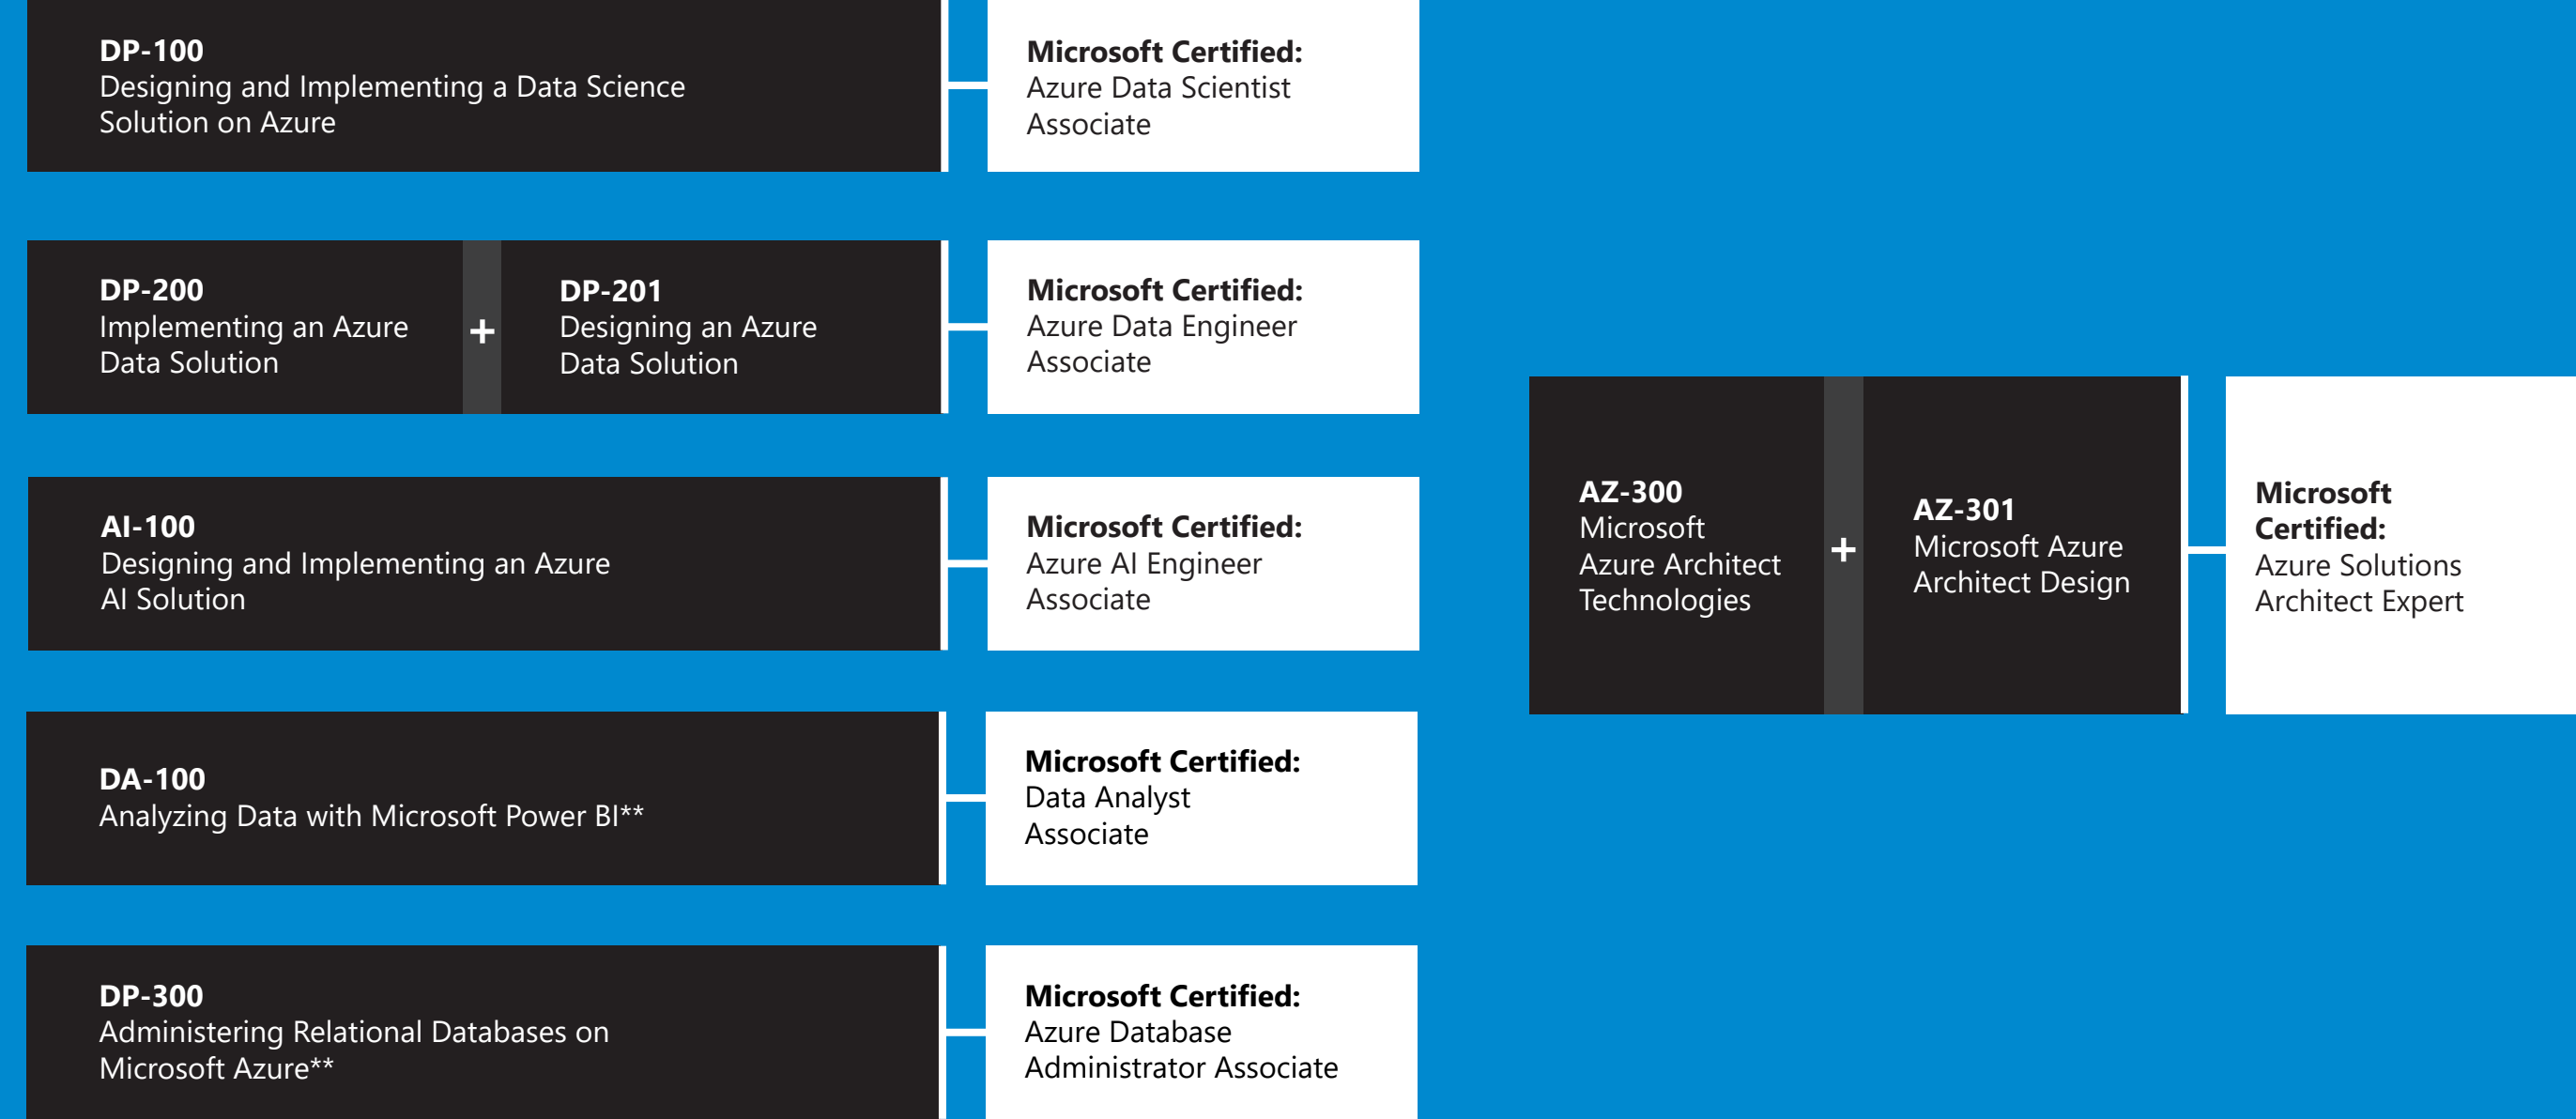 DP-100
Designing and Implementing a Data Science
Solution on Azure
Microsoft Certified:
Azure Data Scientist
Associate
DP-200
Implementing an Azure
Data Solution
+
DP-201
Designing an Azure
Data Solution
Microsoft Certified:
Azure Data Engineer
Associate
AI-100
Designing and Implementing an Azure
AI Solution
Microsoft Certified:
Azure AI Engineer
Associate
DA-100
Analyzing Data with Microsoft Power BI**
Microsoft Certified:
Data Analyst
Associate
DP-300
Administering Relational Databases on
Microsoft Azure**
Microsoft Certified:
Azure Database
Administrator Associate
AZ-300
Microsoft
Azure Architect
Technologies
+
AZ-301
Microsoft Azure
Architect Design
Microsoft
Certified:
Azure Solutions
Architect Expert